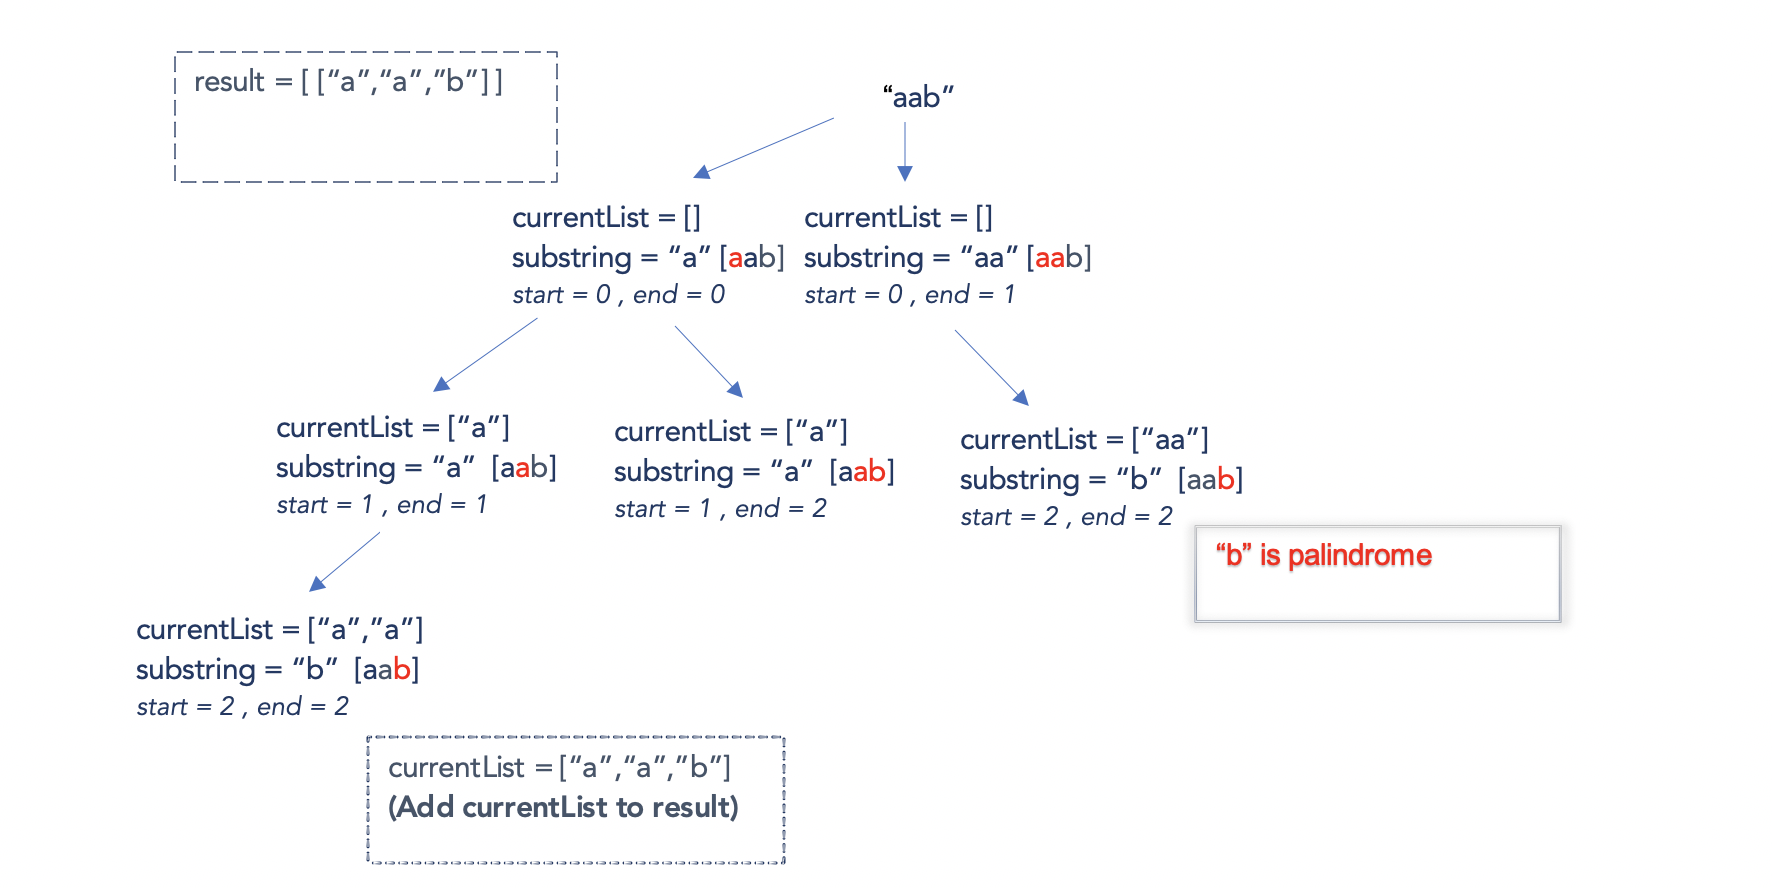 result = [ [“a”,“a”,”b”] ]
“aab”
currentList = []
substring = “a” [aab]
start = 0 , end = 0
currentList = []
substring = “aa” [aab]
start = 0 , end = 1
currentList = [“a”]
substring = “a” [aab]
start = 1 , end = 1
currentList = [“a”]
substring = “a” [aab]
start = 1 , end = 2
currentList = [“aa”]
substring = “b” [aab]
start = 2 , end = 2
“b” is palindrome
currentList = [“a”,”a”]
substring = “b” [aab]
start = 2 , end = 2
currentList = [“a”,“a”,”b”]
(Add currentList to result)